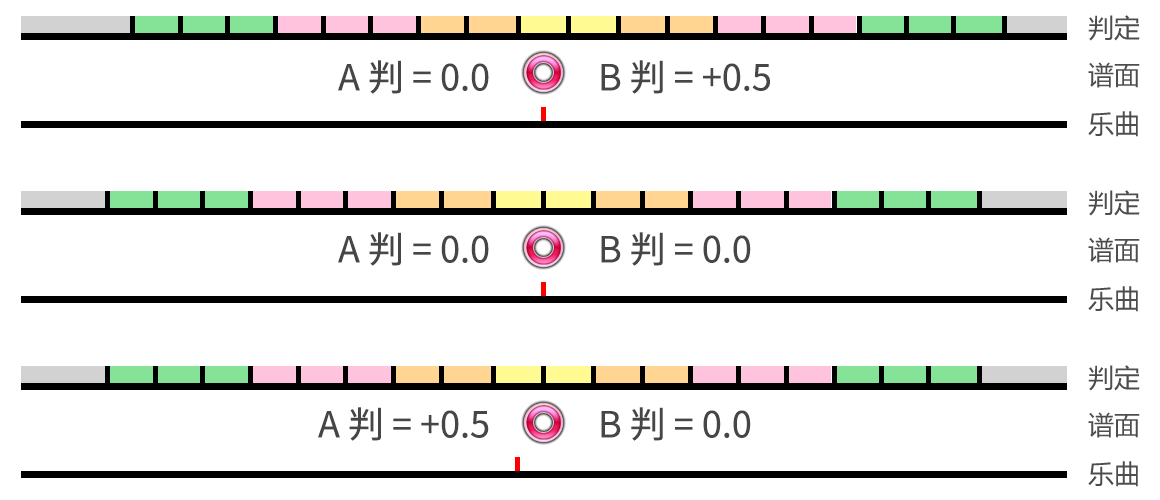 判定
A 判 = 0.0 B 判 = +0.5 谱面
乐曲
判定
A 判 = 0.0 B 判 = 0.0 谱面
乐曲
判定
A 判 = +0.5 B 判 = 0.0 谱面
乐曲